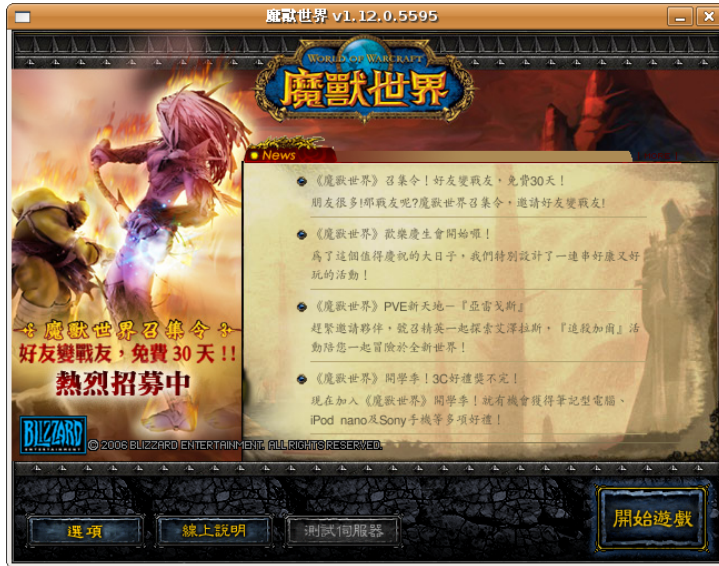 魔獸世界 v1.12.0.5595
WORLD OF WARCRAFT
魔獸世界
News
《魔獸世界》召集令！好友變戰友，免費30天！
朋友很多!那戰友呢?魔獸世界召集令，邀請好友變戰友!
《魔獸世界》歡樂慶生會開始囉！
為了這個值得慶祝的大日子，我們特別設計了一連串好康又好
玩的活動！
《魔獸世界》PVE新天地－『亞雷戈斯』
趕緊邀請夥伴，號召精英一起探索艾澤拉斯，『追殺加爾』活
動陪您一起冒險於全新世界！
《魔獸世界》開學季！3C好禮獎不完！
現在加入《魔獸世界》開學季！就有機會獲得筆記型電腦、
iPod nano及Sony手機等多項好禮！
魔獸世界召集令
好友變戰友，免費 30 天 !!
熱烈招募中
BLIZZARD
ENTERTAINMENT
© 2006 BLIZZARD ENTERTAINMENT. ALL RIGHTS RESERVED.
選項
線上說明
測試伺服器
開始遊戲